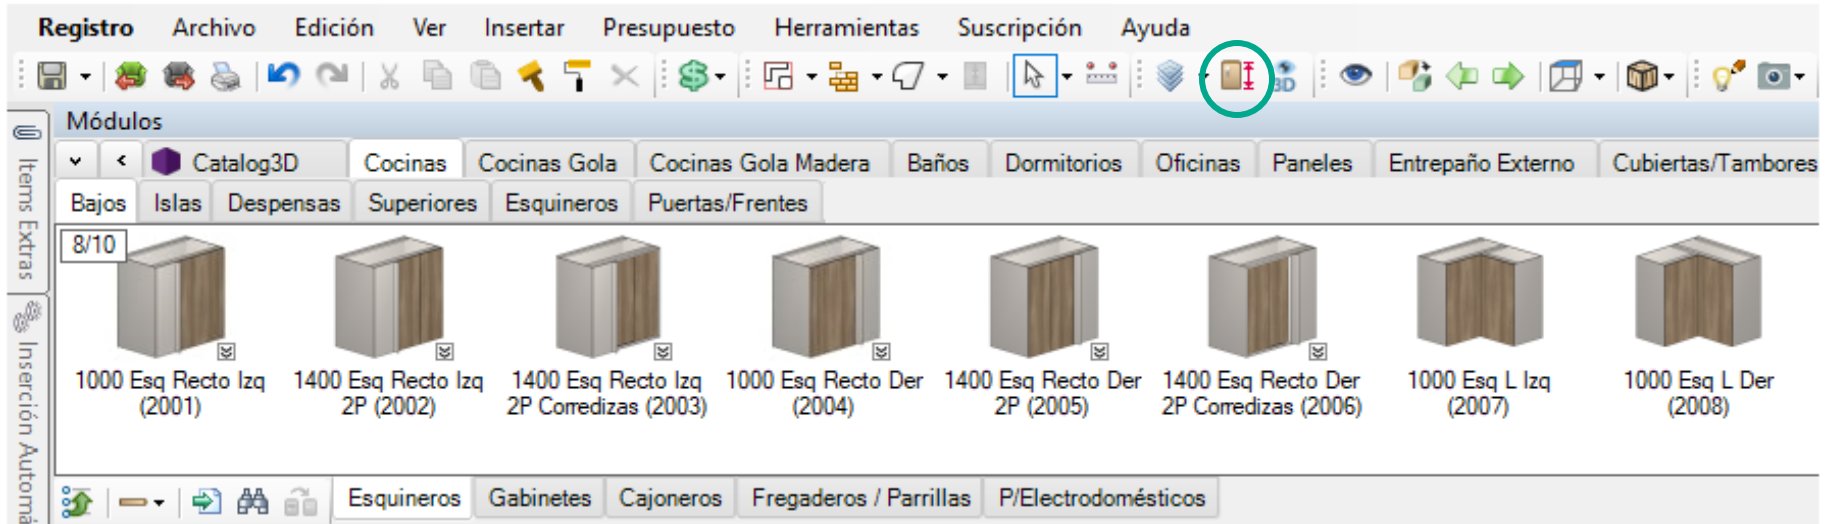 Registro Archivo Edición Ver Insertar Presupuesto Herramientas Suscripción Ayuda
3D
Módulos
Catalog3D Cocinas Cocinas Gola Cocinas Gola Madera Baños Dormitorios Oficinas Paneles Entrepaño Externo Cubiertas/Tambores
Bajos Islas Despensas Superiores Esquineros Puertas/Frentes
8/10
Items Extras
Inserción Automá
1000 Esq Recto Izq
(2001)
1400 Esq Recto Izq
2P (2002)
1400 Esq Recto Izq
2P Corredizas (2003)
1000 Esq Recto Der
(2004)
1400 Esq Recto Der
2P (2005)
1400 Esq Recto Der
2P Corredizas (2006)
1000 Esq L Izq
(2007)
1000 Esq L Der
(2008)
Esquineros Gabinetes Cajoneros Fregaderos / Parrillas P/Electrodomésticos